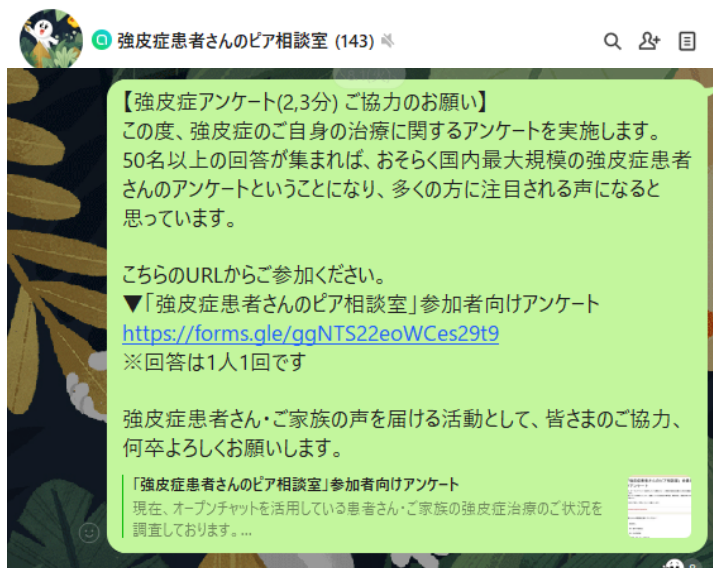 強皮症患者さんのピア相談室 (143)
【強皮症アンケート(2,3分) ご協力のお願い】
この度、強皮症のご自身の治療に関するアンケートを実施します。
50名以上の回答が集まれば、おそらく国内最大規模の強皮症患者
さんのアンケートということになり、多くの方に注目される声になると
思っています。
こちらのURLからご参加ください。
▼「強皮症患者さんのピア相談室」参加者向けアンケート
https://forms.gle/ggNTS22eoWCes29t9
※回答は1人1回です
強皮症患者さん・ご家族の声を届ける活動として、皆さまのご協力、
何卒よろしくお願いします。
「強皮症患者さんのピア相談室」参加者向けアンケート
現在、オープンチャットを活用している患者さん・ご家族の強皮症治療のご状況を
調査しております。...